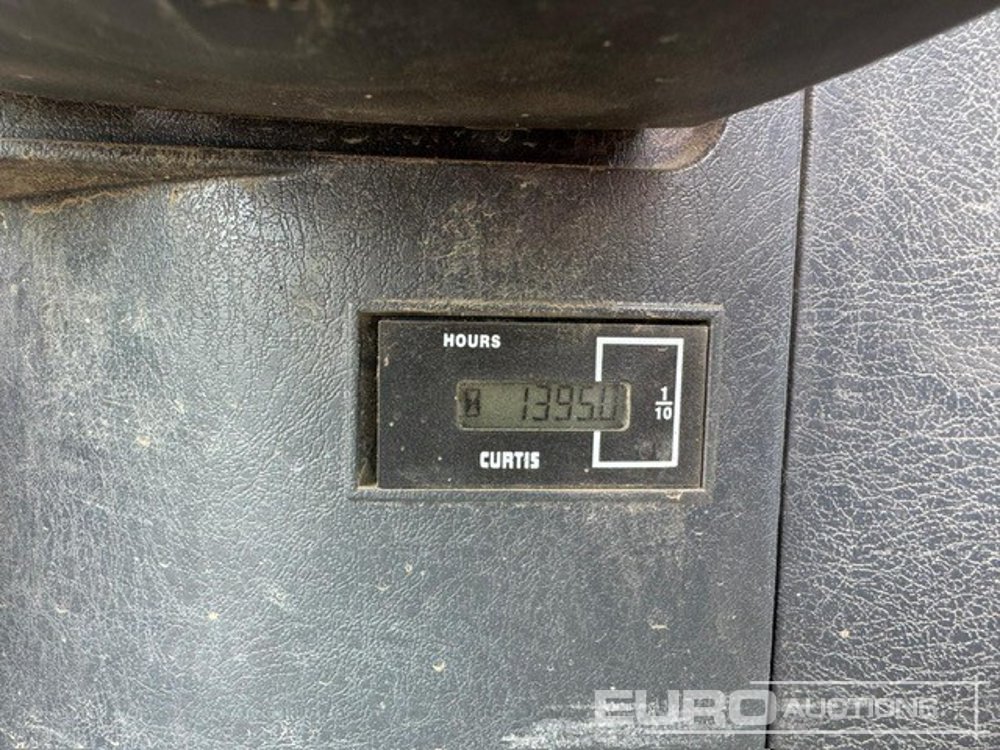 HOURS
1395.0
1/10
CURTIS
EURO AUCTIONS